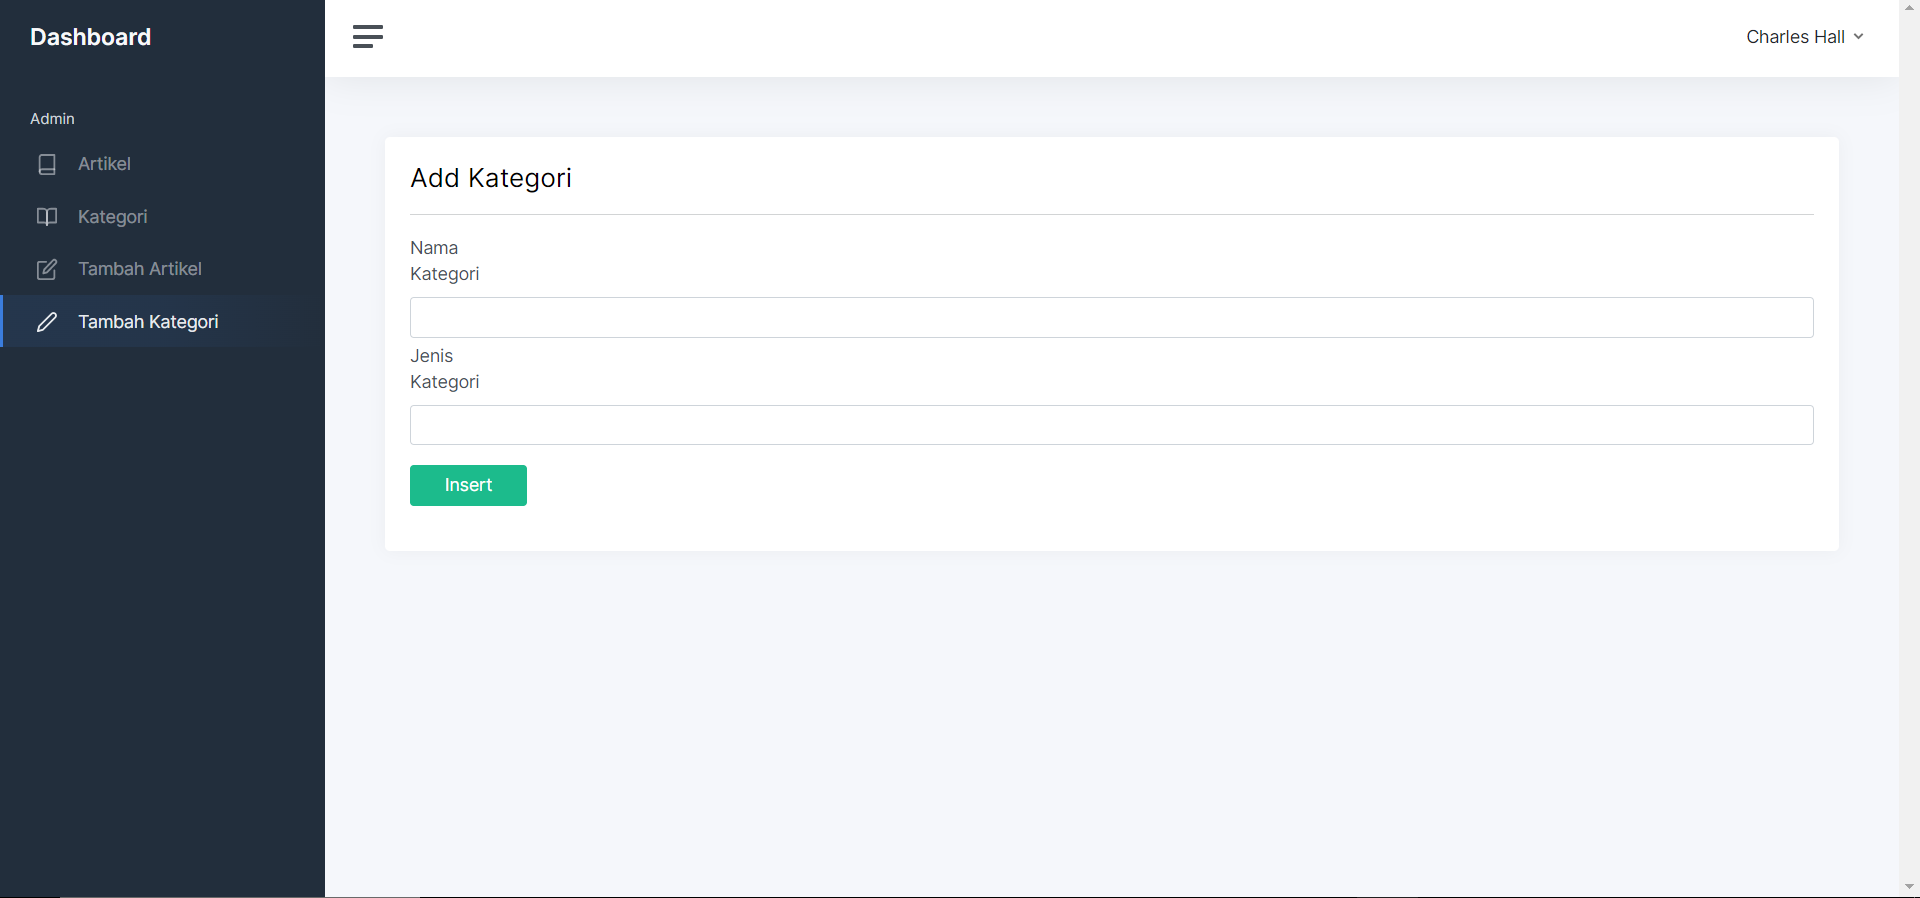 Dashboard
Charles Hall
Admin
Artikel
Kategori
Tambah Artikel
Tambah Kategori
Add Kategori
Nama
Kategori
Jenis
Kategori
Insert